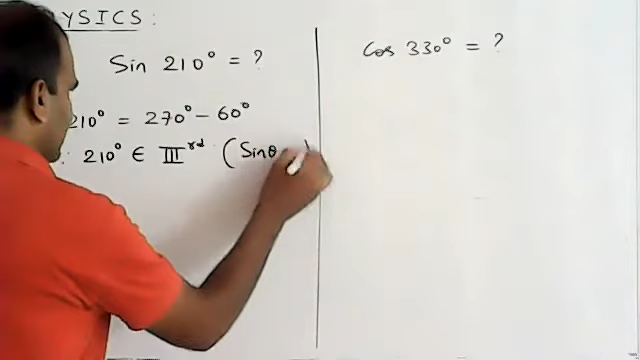 YSICS:
Sin 210° = ?
210° = 270° - 60°
: 210° ∈ III rd (Sinθ
Cos 330° = ?